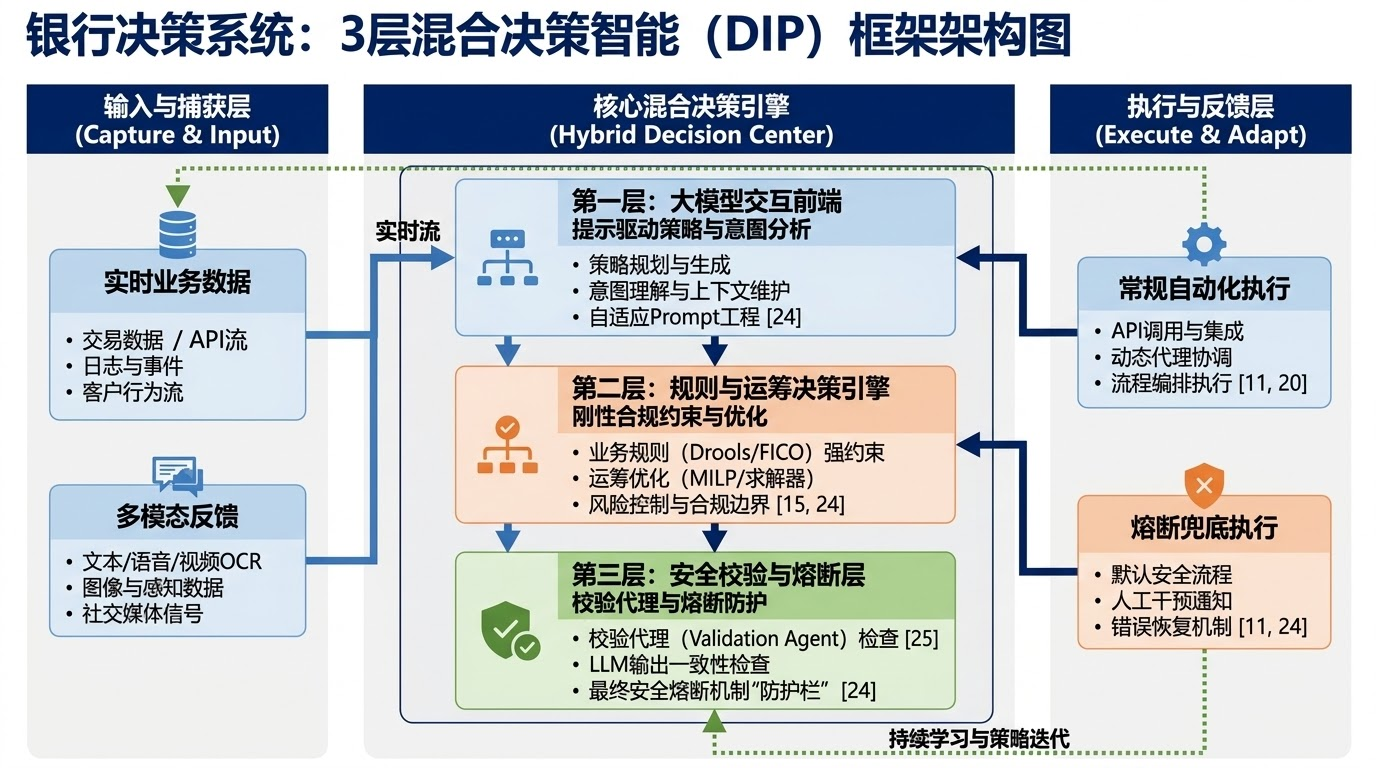 银行决策系统：3层混合决策智能（DIP）框架架构图
输入与捕获层
(Capture & Input)
实时业务数据
• 交易数据 / API流
• 日志与事件
• 客户行为流
多模态反馈
• 文本/语音/视频OCR
• 图像与感知数据
• 社交媒体信号
核心混合决策引擎
(Hybrid Decision Center)
实时流
第一层：大模型交互前端
提示驱动策略与意图分析
• 策略规划与生成
• 意图理解与上下文维护
• 自适应Prompt工程 [24]
第二层：规则与运筹决策引擎
刚性合规约束与优化
• 业务规则（Drools/FICO）强约束
• 运筹优化（MILP/求解器）
• 风险控制与合规边界 [15, 24]
第三层：安全校验与熔断层
校验代理与熔断防护
• 校验代理（Validation Agent）检查 [25]
• LLM输出一致性检查
• 最终安全熔断机制“防护栏” [24]
执行与反馈层
(Execute & Adapt)
常规自动化执行
• API调用与集成
• 动态代理协调
• 流程编排执行 [11, 20]
熔断兜底执行
• 默认安全流程
• 人工干预通知
• 错误恢复机制 [11, 24]
持续学习与策略迭代